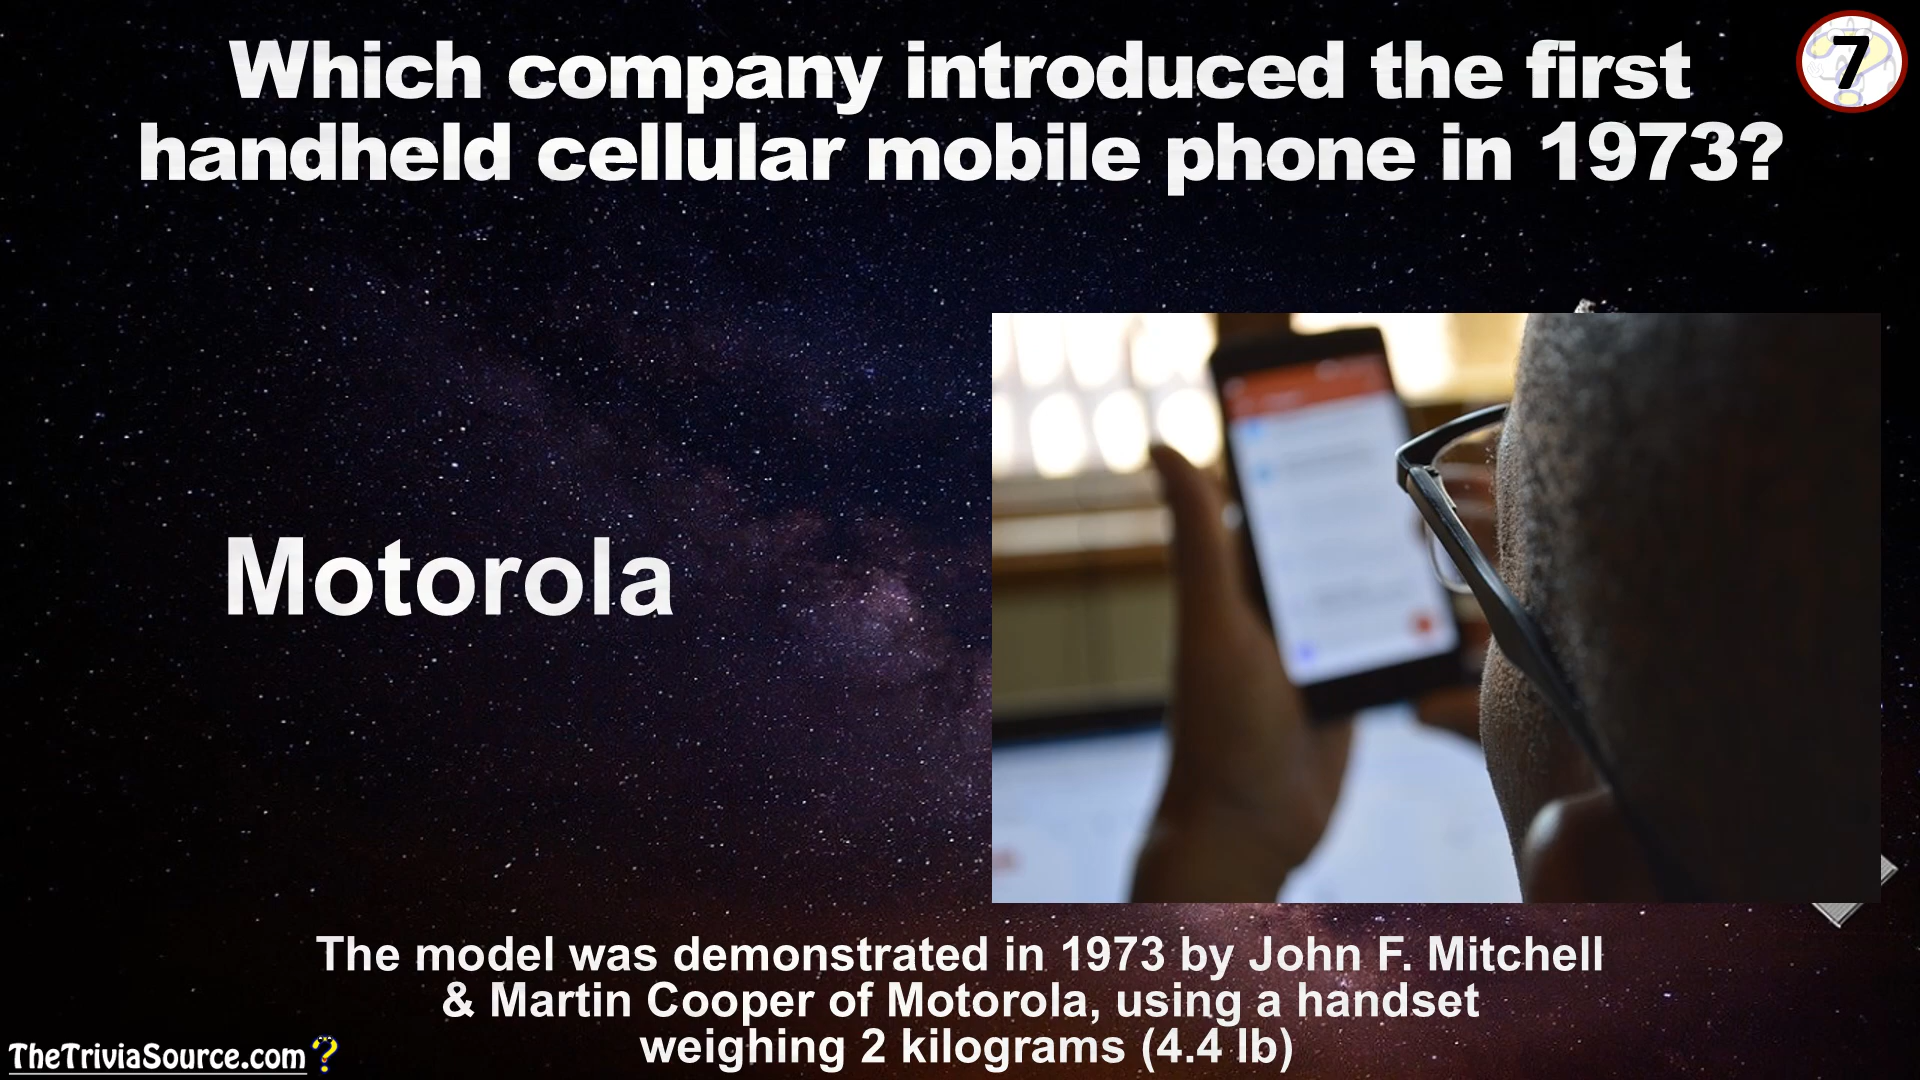 Which company introduced the first
handheld cellular mobile phone in 1973?
7
Motorola
The model was demonstrated in 1973 by John F. Mitchell
& Martin Cooper of Motorola, using a handset
weighing 2 kilograms (4.4 lb)
TheTriviaSource.com?